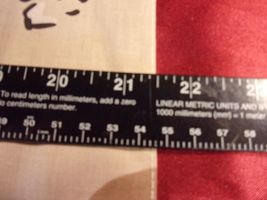 20 21 22
To read length in millimeters, add a zero LINEAR METRIC UNITS AND
to centimeters number. 1000 millimeters (mm) = 1 meter
50 51 52 53 54 55 56 57 58